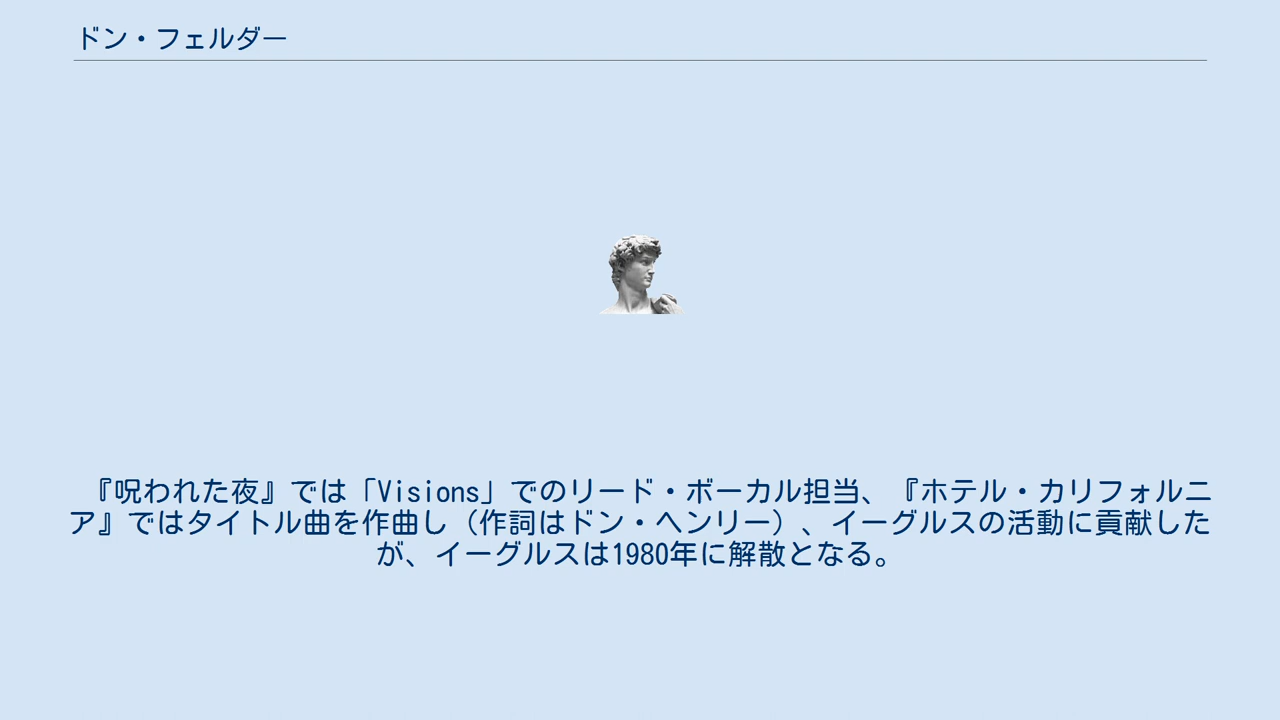 ドン・フェルダー
『呪われた夜』では「Visions」でのリード・ボーカル担当、『ホテル・カリフォルニ
ア』ではタイトル曲を作曲し（作詞はドン・ヘンリー）、イーグルスの活動に貢献した
が、イーグルスは1980年に解散となる。